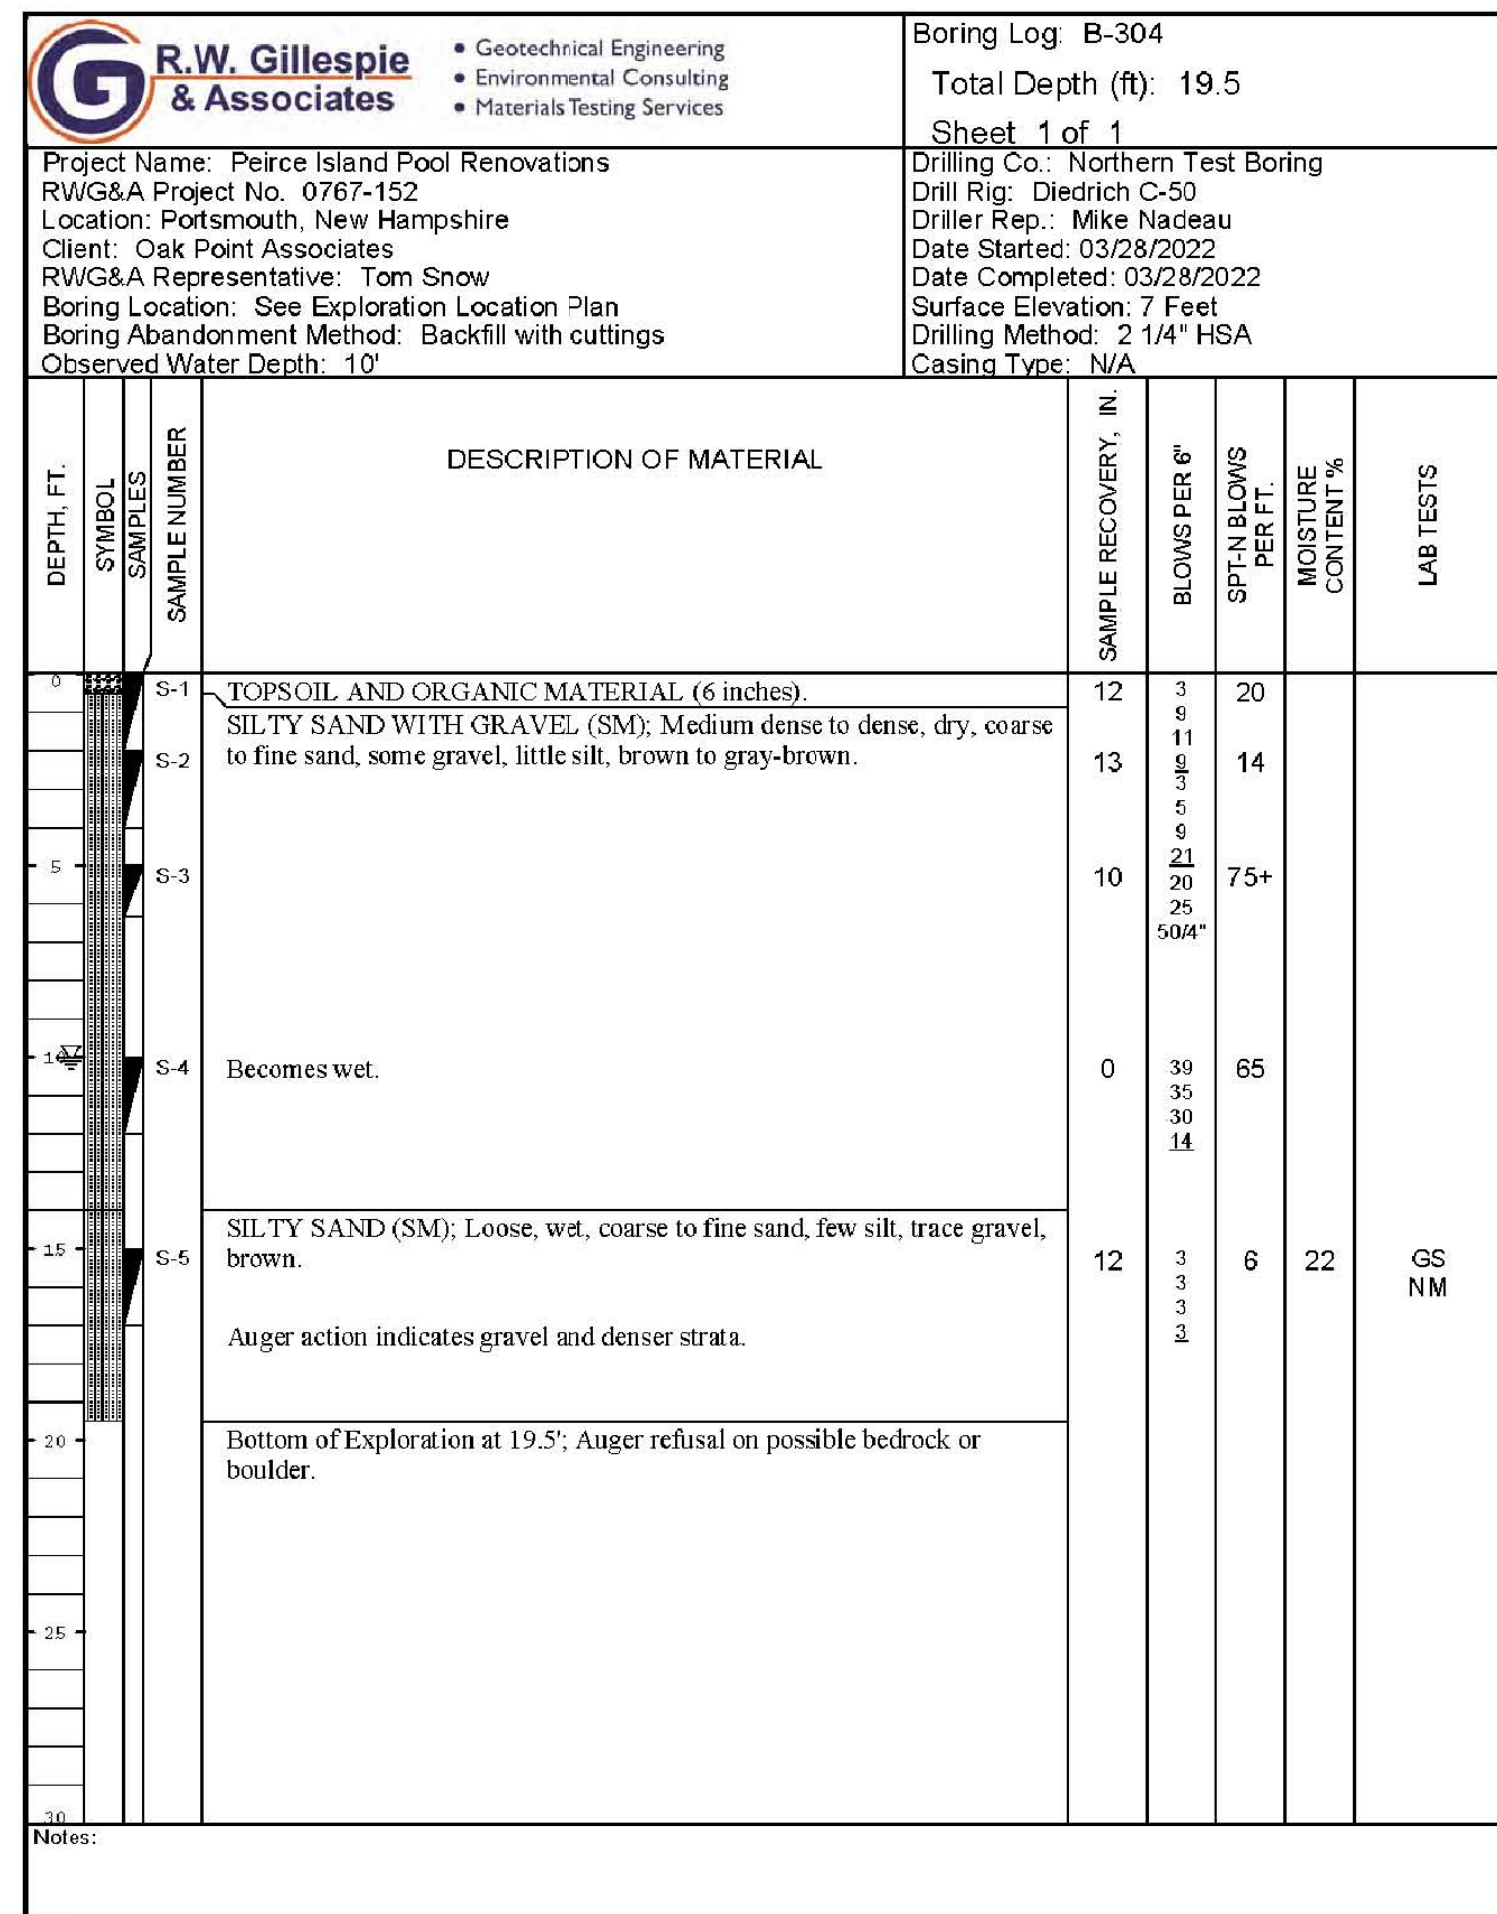 R.W. Gillespie
& Associates
• Geotechnical Engineering
• Environmental Consulting
• Materials Testing Services
Boring Log: B-304
Total Depth (ft): 19.5
Sheet 1 of 1
Project Name: Peirce Island Pool Renovations
RWG&A Project No. 0767-152
Location: Portsmouth, New Hampshire
Client: Oak Point Associates
RWG&A Representative: Tom Snow
Boring Location: See Exploration Location Plan
Boring Abandonment Method: Backfill with cuttings
Observed Water Depth: 10'
Drilling Co.: Northern Test Boring
Drill Rig: Diedrich C-50
Driller Rep.: Mike Nadeau
Date Started: 03/28/2022
Date Completed: 03/28/2022
Surface Elevation: 7 Feet
Drilling Method: 2 1/4" HSA
Casing Type: N/A
DEPTH, FT.
SYMBOL
SAMPLES
SAMPLE NUMBER
DESCRIPTION OF MATERIAL
SAMPLE RECOVERY, IN.
BLOWS PER 6"
SPT-N BLOWS
PER FT.
MOISTURE
CONTENT %
LAB TESTS
0
S-1
TOPSOIL AND ORGANIC MATERIAL (6 inches).
12
3
9
11
9
20
SILTY SAND WITH GRAVEL (SM); Medium dense to dense, dry, coarse
to fine sand, some gravel, little silt, brown to gray-brown.
S-2
13
3
5
9
21
14
5
S-3
10
20
25
50/4"
75+
10
S-4
Becomes wet.
0
39
35
30
14
65
SILTY SAND (SM); Loose, wet, coarse to fine sand, few silt, trace gravel,
brown.
15
S-5
12
3
3
3
3
6
22
GS
NM
Auger action indicates gravel and denser strata.
20
Bottom of Exploration at 19.5'; Auger refusal on possible bedrock or
boulder.
25
30
Notes: